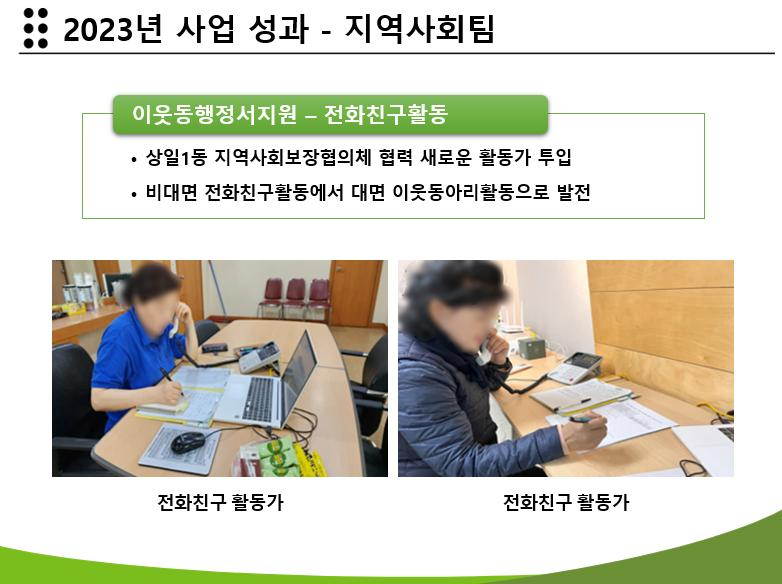 2023년 사업 성과 - 지역사회팀
이웃동행정서지원 – 전화친구활동
• 상일1동 지역사회보장협의체 협력 새로운 활동가 투입
• 비대면 전화친구활동에서 대면 이웃동아리활동으로 발전
전화친구 활동가
전화친구 활동가